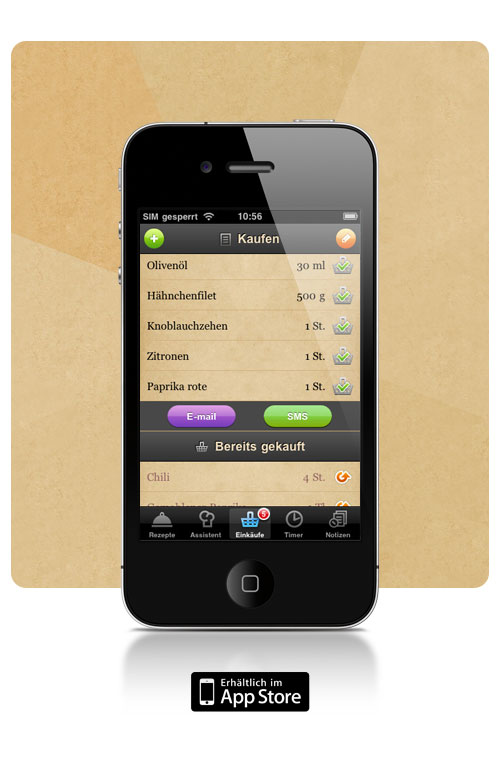 SIM gesperrt 10:56
Kaufen
Olivenöl 30 ml
Hähnchenfilet 500 g
Knoblauchzehen 1 St.
Zitronen 1 St.
Paprika rote 1 St.
E-mail SMS
Bereits gekauft
Chili 4 St.
5
Rezepte Assistent Einkäufe Timer Notizen
Erhältlich im
App Store